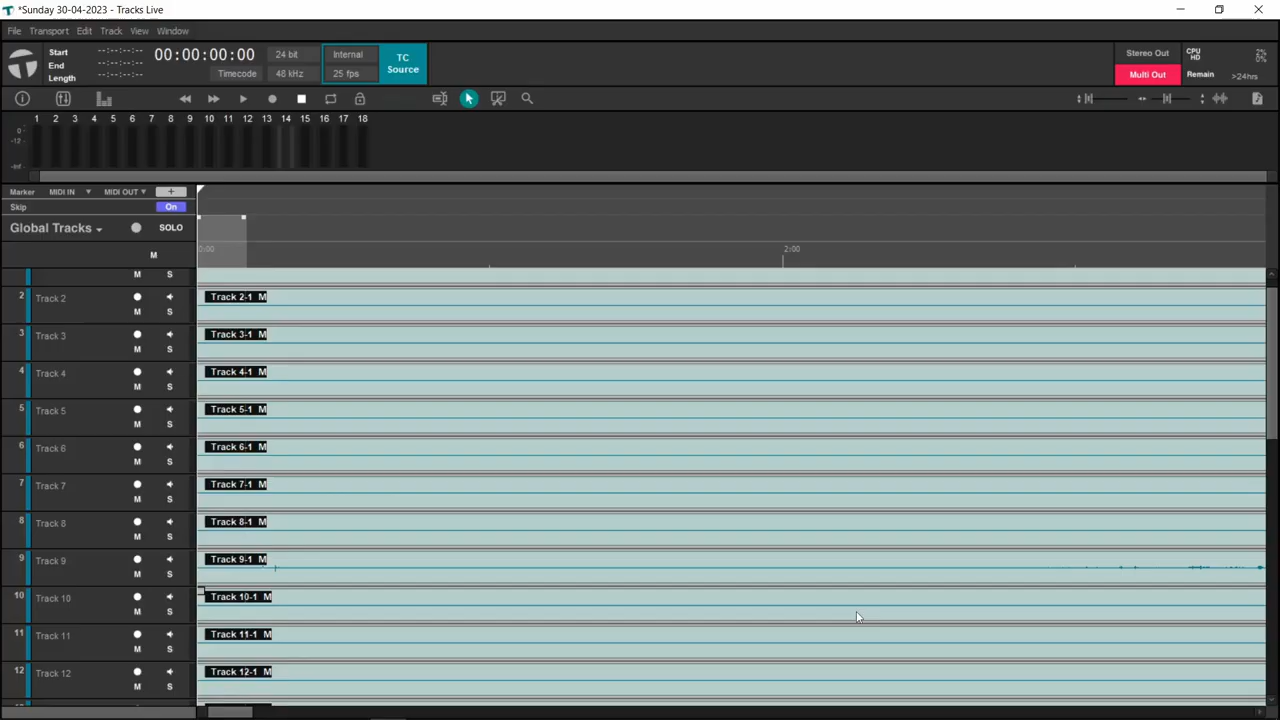 *Sunday 30-04-2023 - Tracks Live
File Transport Edit Track View Window
Start --:--:--:--
End --:--:--:--
Length --:--:--:--
00:00:00:00
Timecode
24 bit
48 kHz
Internal
25 fps
TC
Source
Stereo Out
Multi Out
CPU 2%
HD 0%
Remain >24hrs
1 2 3 4 5 6 7 8 9 10 11 12 13 14 15 16 17 18
0
-12
-Inf
Marker MIDI IN MIDI OUT +
Skip On
Global Tracks SOLO
M
0:00 2:00
M S
2 Track 2 Track 2-1 M
M S
3 Track 3 Track 3-1 M
M S
4 Track 4 Track 4-1 M
M S
5 Track 5 Track 5-1 M
M S
6 Track 6 Track 6-1 M
M S
7 Track 7 Track 7-1 M
M S
8 Track 8 Track 8-1 M
M S
9 Track 9 Track 9-1 M
M S
10 Track 10 Track 10-1 M
M S
11 Track 11 Track 11-1 M
M S
12 Track 12 Track 12-1 M
M S